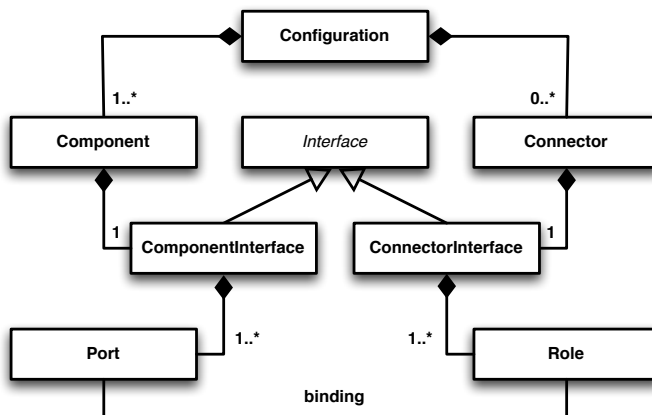 Configuration
1..*
0..*
Component
Interface
Connector
1
ComponentInterface
ConnectorInterface
1
1..*
1..*
Port
Role
binding